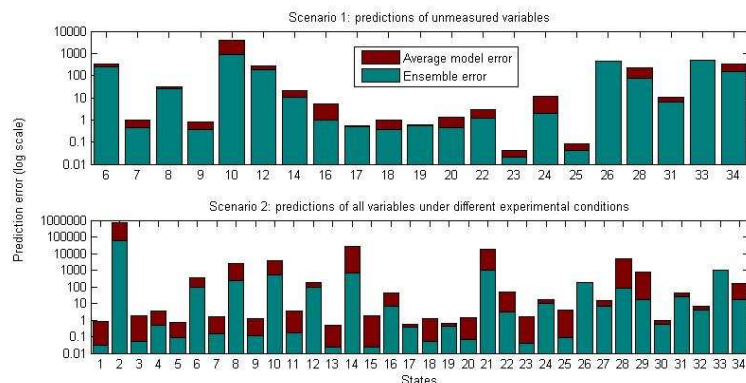 Scenario 1: predictions of unmeasured variables
10000
1000
100
10
1
0.1
0.01
Average model error
Ensemble error
6 7 8 9 10 12 14 16 17 18 19 20 22 23 24 25 26 28 31 33 34
Prediction error (log scale)
Scenario 2: predictions of all variables under different experimental conditions
1000000
100000
10000
1000
100
10
1
0.1
0.01
1 2 3 4 5 6 7 8 9 10 11 12 13 14 15 16 17 18 19 20 21 22 23 24 25 26 27 28 29 30 31 32 33 34
States